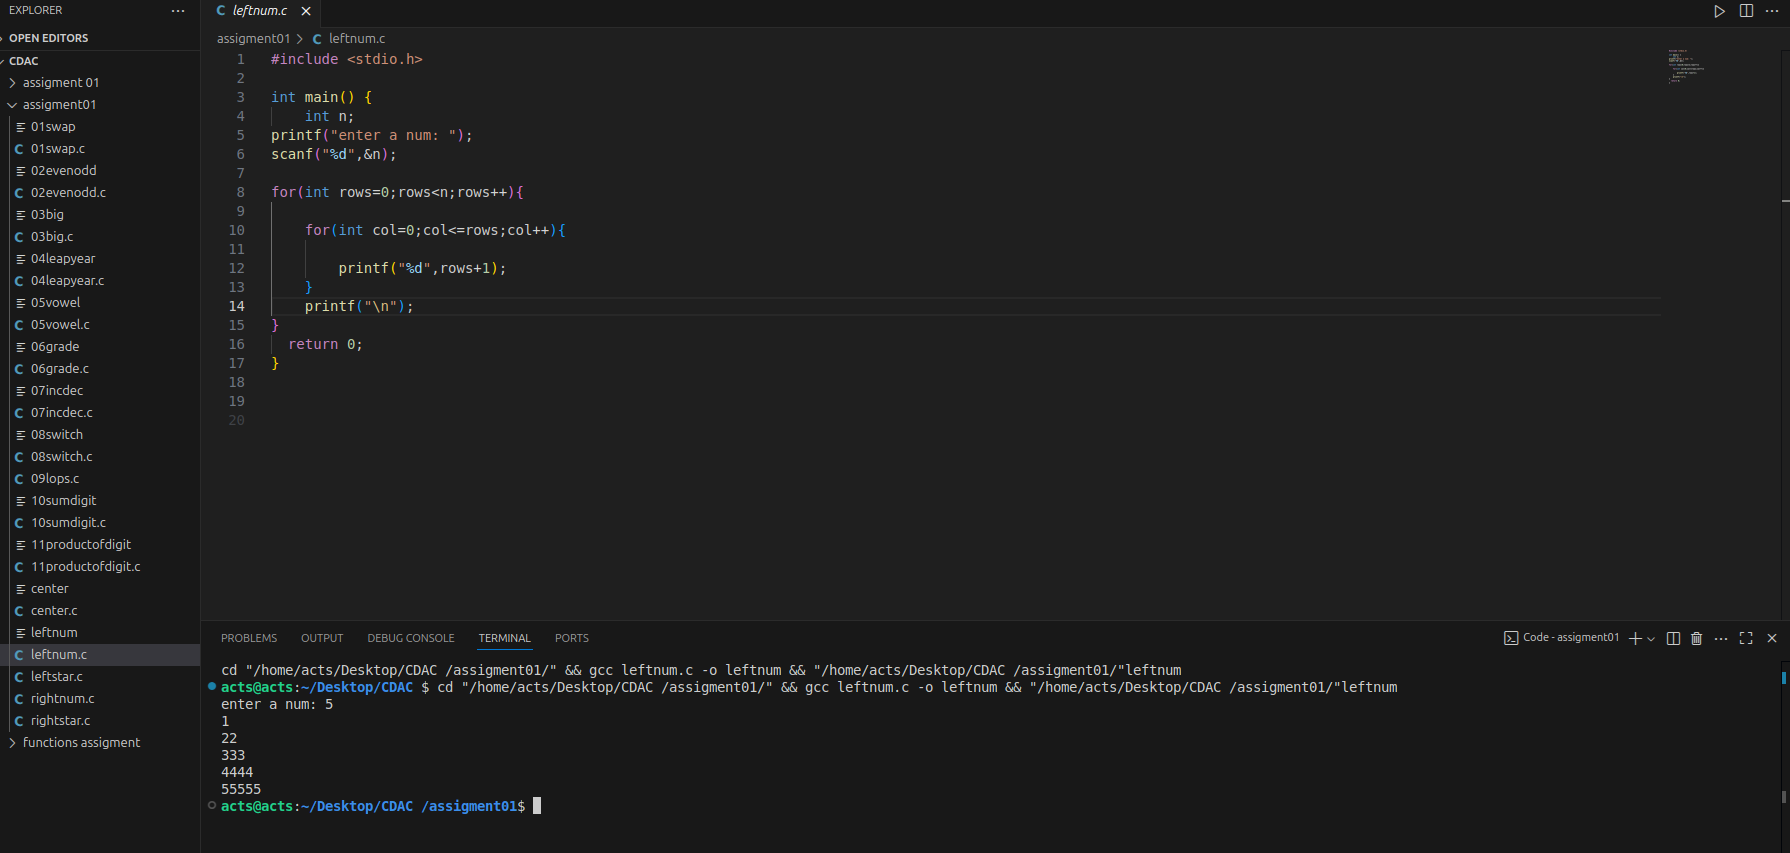 EXPLORER
OPEN EDITORS
CDAC
assigment 01
assigment01
01swap
01swap.c
02evenodd
02evenodd.c
03big
03big.c
04leapyear
04leapyear.c
05vowel
05vowel.c
06grade
06grade.c
07incdec
07incdec.c
08switch
08switch.c
09lops.c
10sumdigit
10sumdigit.c
11productofdigit
11productofdigit.c
center
center.c
leftnum
leftnum.c
leftstar.c
rightnum.c
rightstar.c
functions assigment
leftnum.c
assigment01 > leftnum.c
1 #include <stdio.h>
2
3 int main() {
4     int n;
5 printf("enter a num: ");
6 scanf("%d",&n);
7
8 for(int rows=0;rows<n;rows++){
9
10     for(int col=0;col<=rows;col++){
11
12         printf("%d",rows+1);
13     }
14     printf("\n");
15 }
16   return 0;
17 }
18
19
20
PROBLEMS OUTPUT DEBUG CONSOLE TERMINAL PORTS
Code - assigment01
cd "/home/acts/Desktop/CDAC /assigment01/" && gcc leftnum.c -o leftnum && "/home/acts/Desktop/CDAC /assigment01/"leftnum
acts@acts:~/Desktop/CDAC $ cd "/home/acts/Desktop/CDAC /assigment01/" && gcc leftnum.c -o leftnum && "/home/acts/Desktop/CDAC /assigment01/"leftnum
enter a num: 5
1
22
333
4444
55555
acts@acts:~/Desktop/CDAC /assigment01$